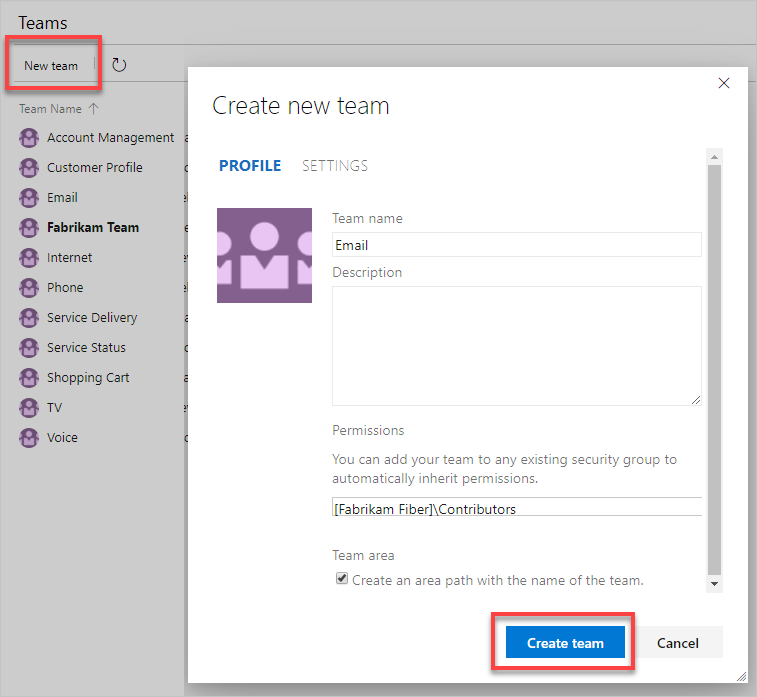 Teams
New team
Team Name
Account Management
Customer Profile
Email
Fabrikam Team
Internet
Phone
Service Delivery
Service Status
Shopping Cart
TV
Voice
Create new team
PROFILE SETTINGS
Team name
Email
Description
Permissions
You can add your team to any existing security group to
automatically inherit permissions.
[Fabrikam Fiber]\Contributors
Team area
Create an area path with the name of the team.
Create team Cancel